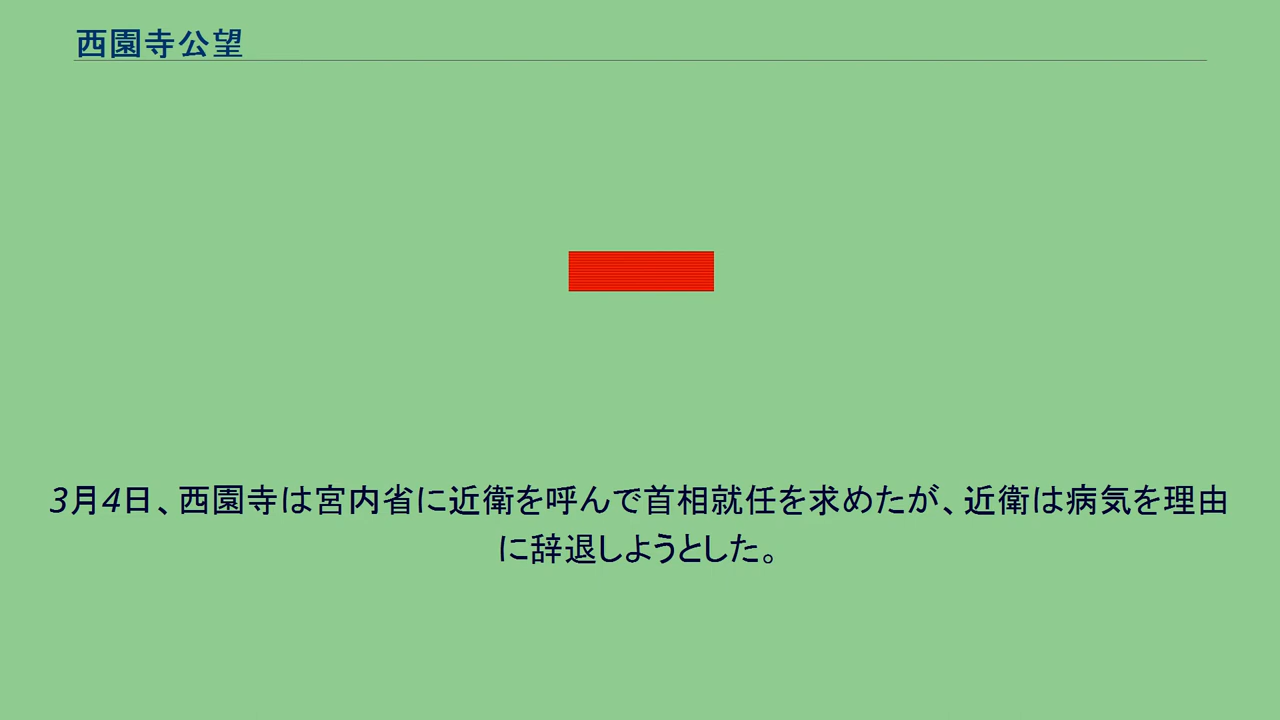 西園寺公望
3月4日、西園寺は宮内省に近衛を呼んで首相就任を求めたが、近衛は病気を理由
に辞退しようとした。